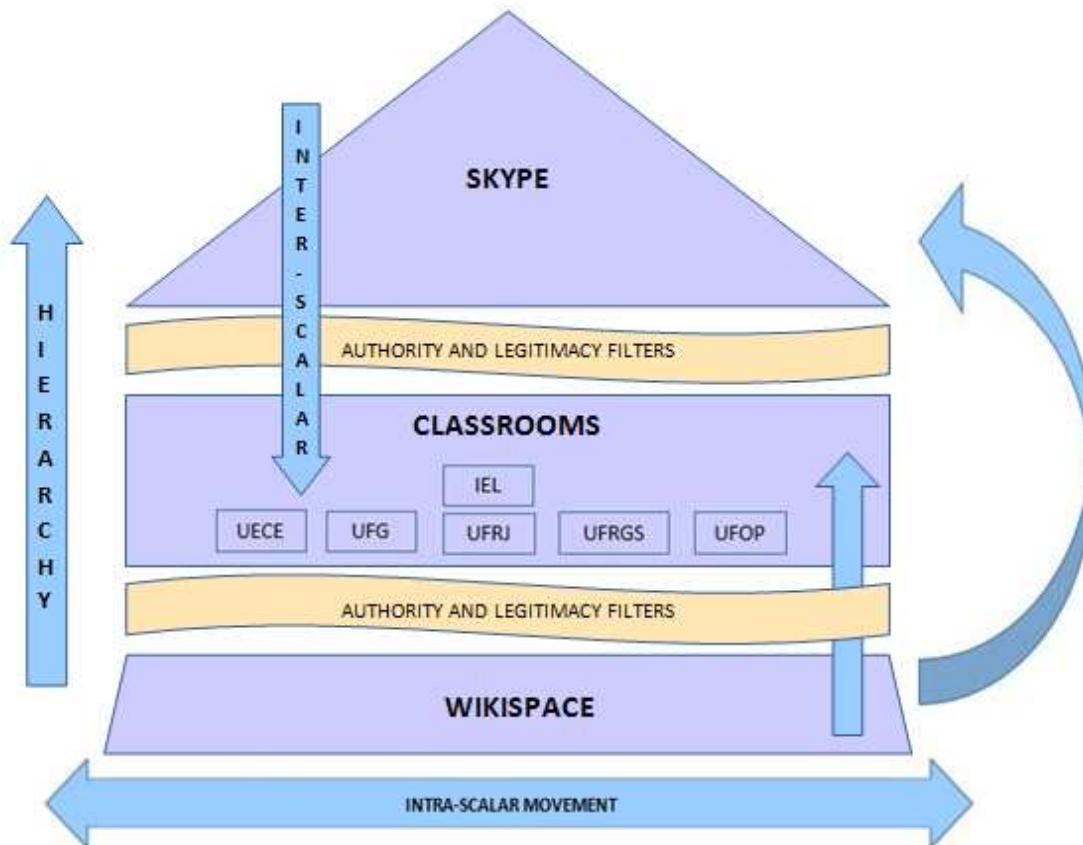 SKYPE
INTER-SCALAR
HIERARCHY
AUTHORITY AND LEGITIMACY FILTERS
CLASSROOMS
IEL
UECE UFG UFRJ UFRGS UFOP
AUTHORITY AND LEGITIMACY FILTERS
WIKISPACE
INTRA-SCALAR MOVEMENT